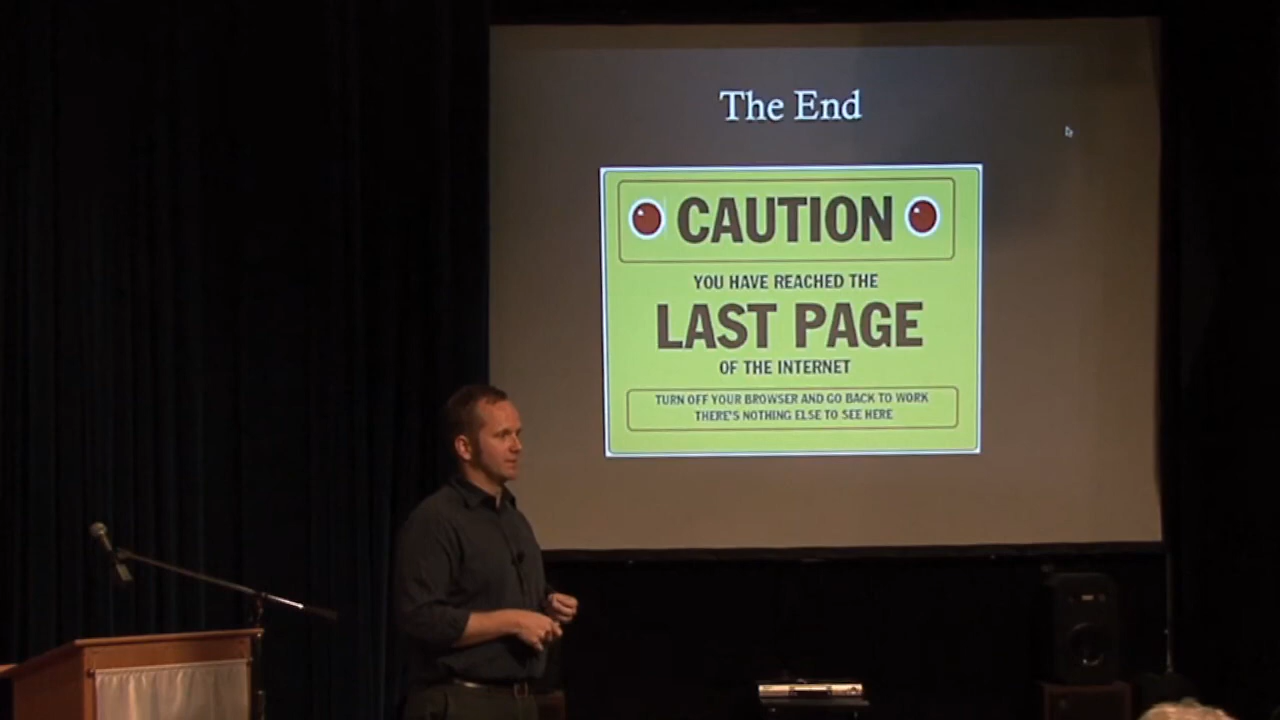 The End
CAUTION
YOU HAVE REACHED THE
LAST PAGE
OF THE INTERNET
TURN OFF YOUR BROWSER AND GO BACK TO WORK
THERE'S NOTHING ELSE TO SEE HERE